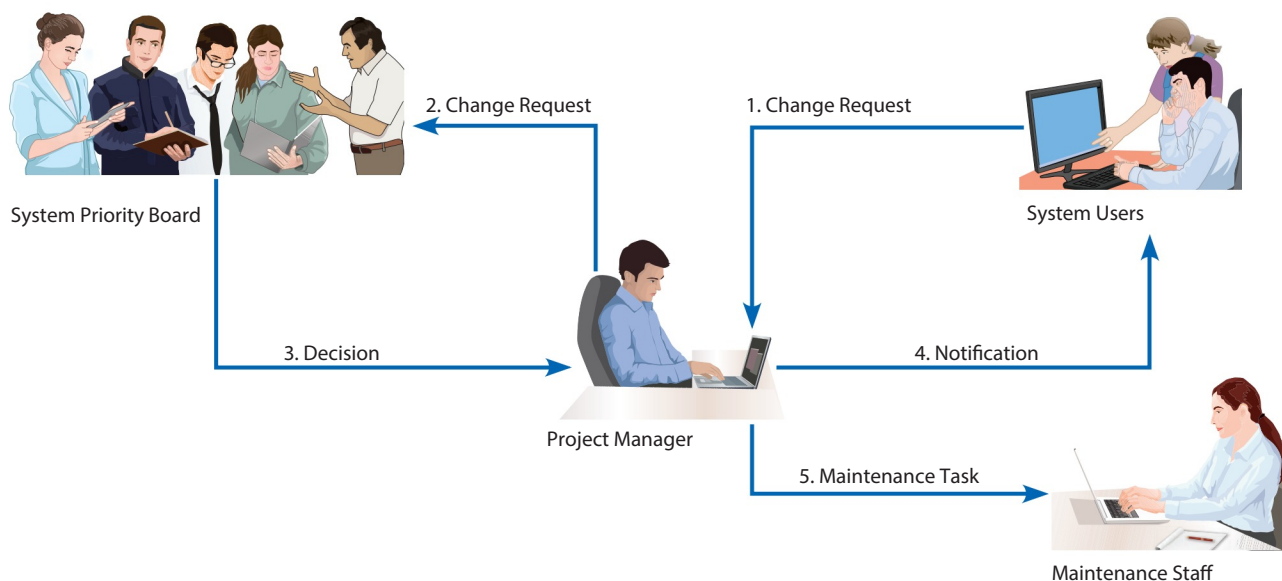 2. Change Request
1. Change Request
System Priority Board
System Users
3. Decision
4. Notification
Project Manager
5. Maintenance Task
Maintenance Staff